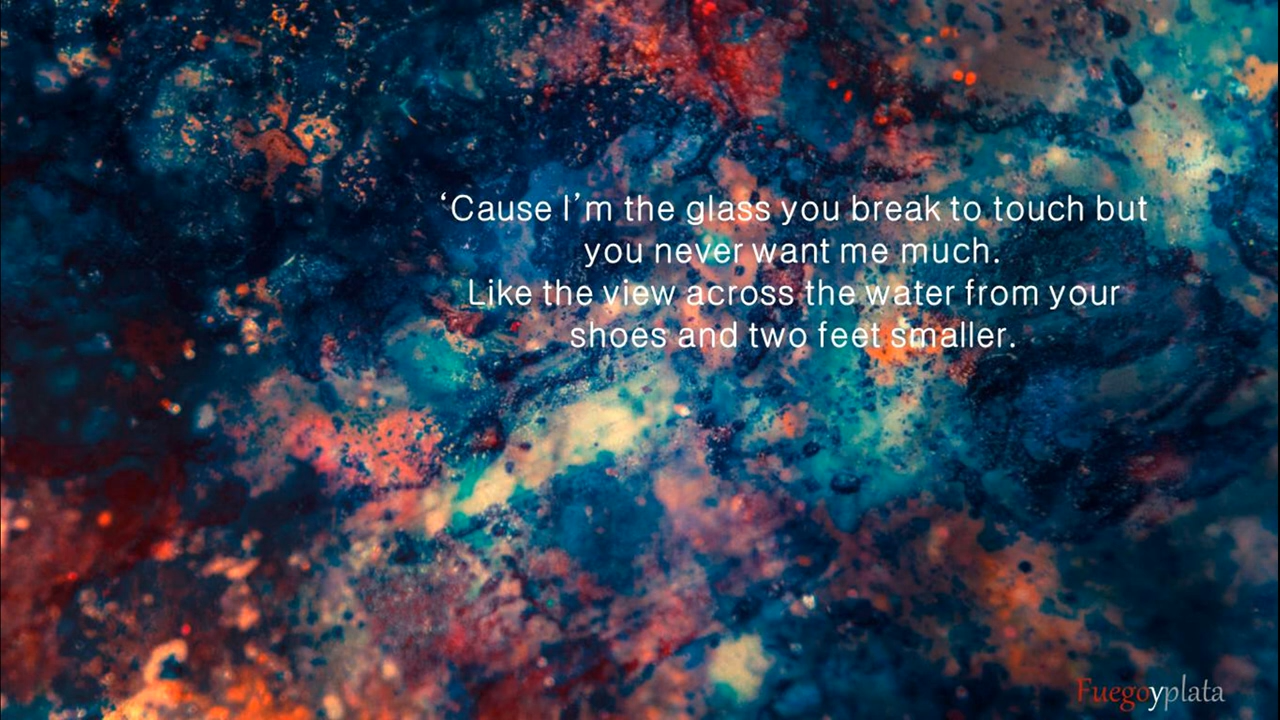 ‘Cause I’m the glass you break to touch but
you never want me much.
Like the view across the water from your
shoes and two feet smaller.
Fuegoyplata